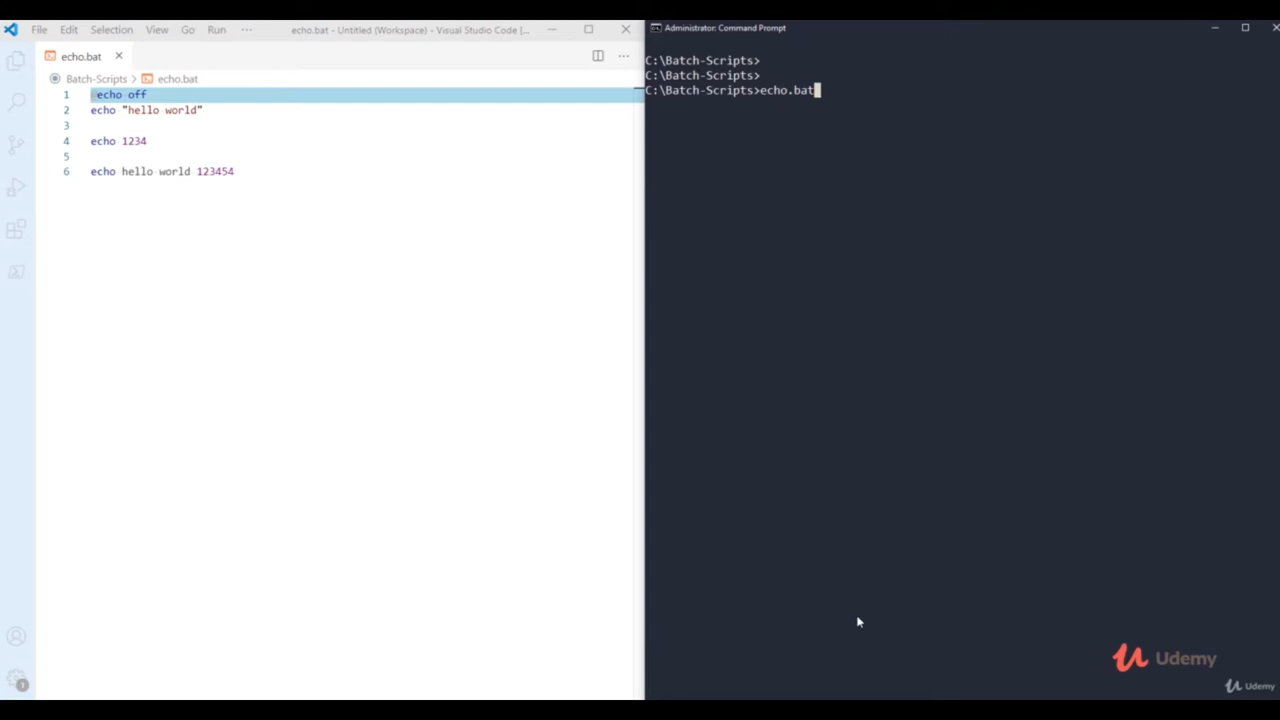 File Edit Selection View Go Run ··· echo.bat - Untitled (Workspace) - Visual Studio Code [...
echo.bat
Batch-Scripts > echo.bat
1 echo off
2 echo "hello world"
3
4 echo 1234
5
6 echo hello world 123454
1
Administrator: Command Prompt
C:\Batch-Scripts>
C:\Batch-Scripts>
C:\Batch-Scripts>echo.bat
Udemy
Udemy